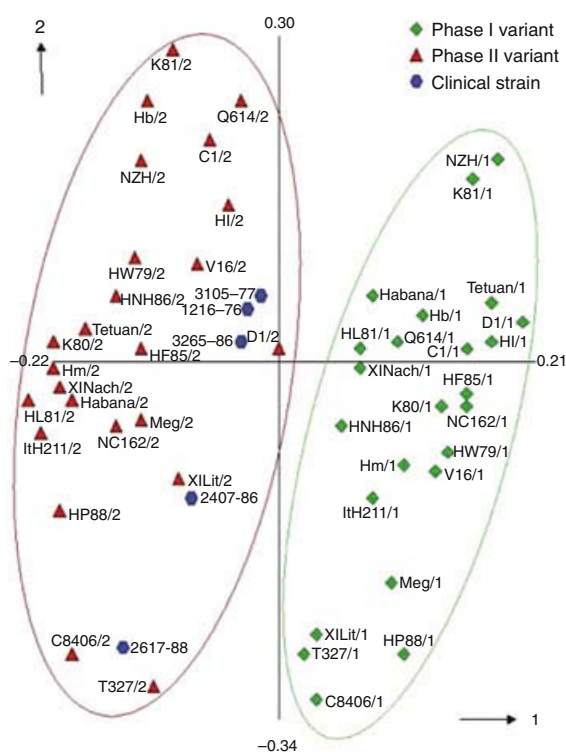 2
0.30
Phase I variant
Phase II variant
Clinical strain
K81/2
Hb/2
Q614/2
C1/2
NZH/2
NZH/1
K81/1
HI/2
HW79/2
V16/2
HNH86/2
3105–77
1216–76
Habana/1
Tetuan/1
Hb/1
D1/1
Tetuan/2
3265–86
D1/2
HL81/1
Q614/1
HI/1
K80/2
HF85/2
C1/1
–0.22
0.21
Hm/2
XINach/1
XINach/2
HF85/1
HL81/2
Habana/2
K80/1
NC162/1
Meg/2
NC162/2
HNH86/1
ItH211/2
HW79/1
Hm/1
V16/1
XILit/2
2407-86
ItH211/1
HP88/2
Meg/1
C8406/2
2617-88
XILit/1
HP88/1
T327/1
T327/2
C8406/1
1
–0.34